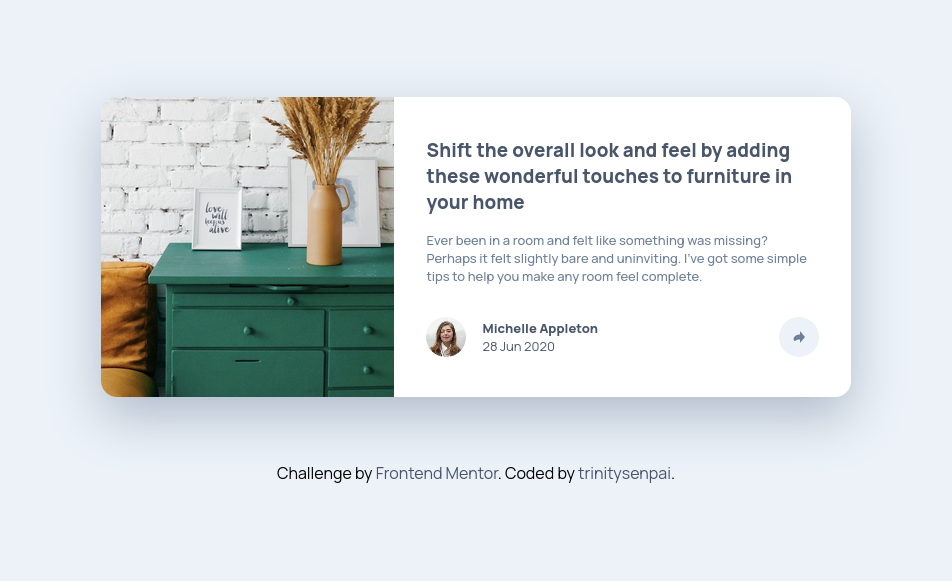 love
will
keep us
alive
Shift the overall look and feel by adding
these wonderful touches to furniture in
your home
Ever been in a room and felt like something was missing?
Perhaps it felt slightly bare and uninviting. I've got some simple
tips to help you make any room feel complete.
Michelle Appleton
28 Jun 2020
Challenge by Frontend Mentor. Coded by trinitysenpai.